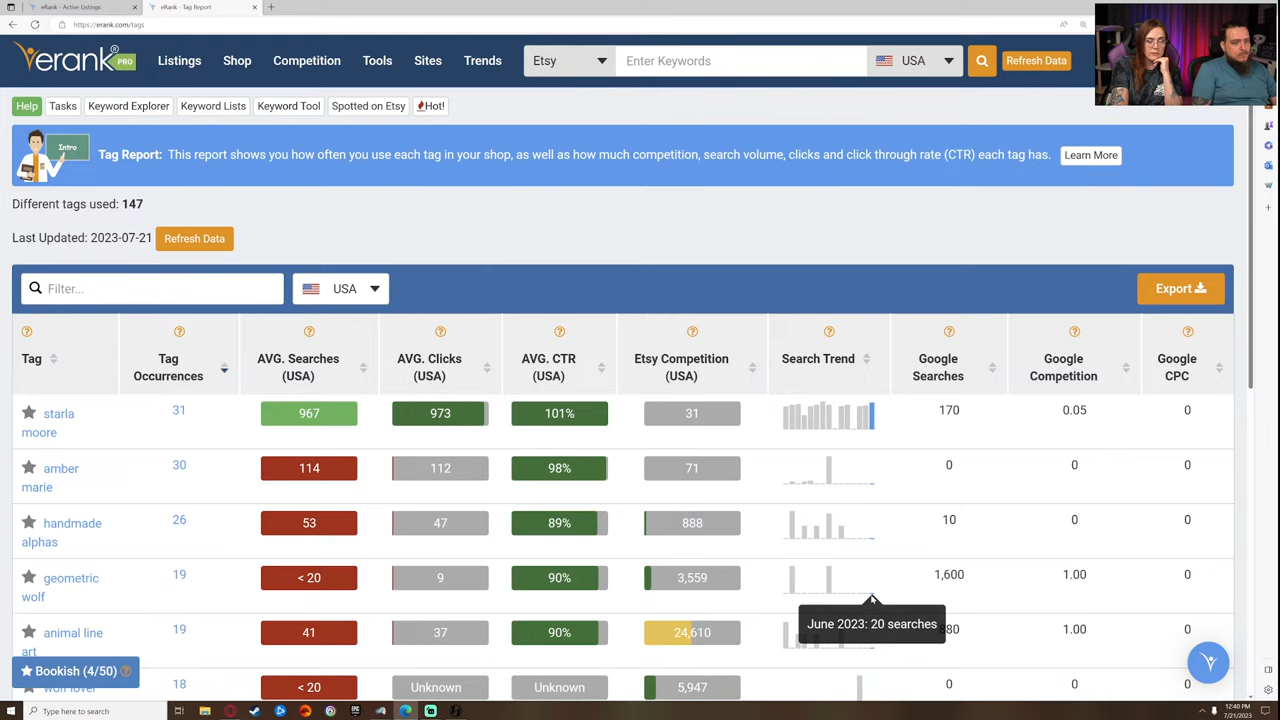 eRank - Active Listings
eRank - Tag Report
https://erank.com/tags
erank PRO
Listings
Shop
Competition
Tools
Sites
Trends
Etsy
Enter Keywords
USA
Refresh Data
Help
Tasks
Keyword Explorer
Keyword Lists
Keyword Tool
Spotted on Etsy
Hot!
Intro
Tag Report: This report shows you how often you use each tag in your shop, as well as how much competition, search volume, clicks and click through rate (CTR) each tag has.
Learn More
Different tags used: 147
Last Updated: 2023-07-21
Refresh Data
Filter...
USA
Export
Tag
Tag
Occurrences
AVG. Searches
(USA)
AVG. Clicks
(USA)
AVG. CTR
(USA)
Etsy Competition
(USA)
Search Trend
Google
Searches
Google
Competition
Google
CPC
starla
moore
31
967
973
101%
31
170
0.05
0
amber
marie
30
114
112
98%
71
0
0
0
handmade
alphas
26
53
47
89%
888
10
0
0
geometric
wolf
19
< 20
9
90%
3,559
1,600
1.00
0
June 2023: 20 searches
animal line
art
19
41
37
90%
24,610
1.00
0
wolf lover
18
< 20
Unknown
Unknown
5,947
0
0
0
Bookish (4/50)
Type here to search
12:40 PM
7/21/2023